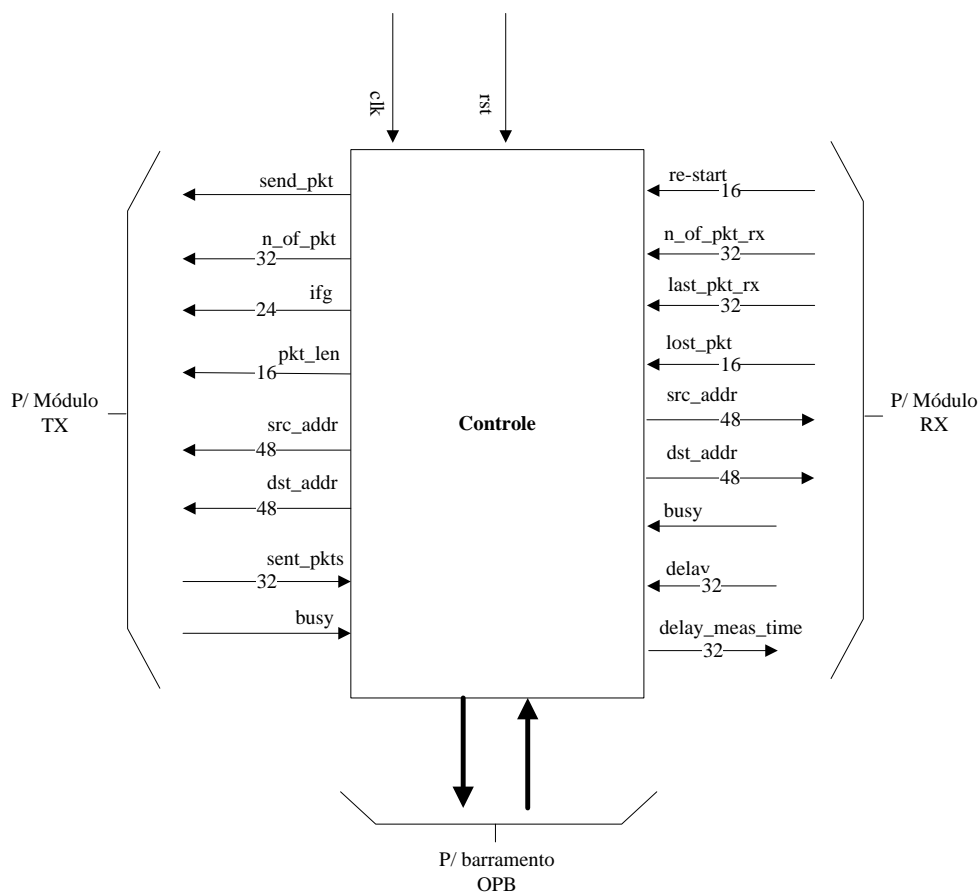 clk
rst
send_pkt
n_of_pkt
32
ifg
24
pkt_len
16
src_addr
48
dst_addr
48
sent_pkts
32
busy
P/ Módulo
TX
Controle
re-start
16
n_of_pkt_rx
32
last_pkt_rx
32
lost_pkt
16
src_addr
48
dst_addr
48
busy
delay
32
delay_meas_time
32
P/ Módulo
RX
P/ barramento
OPB